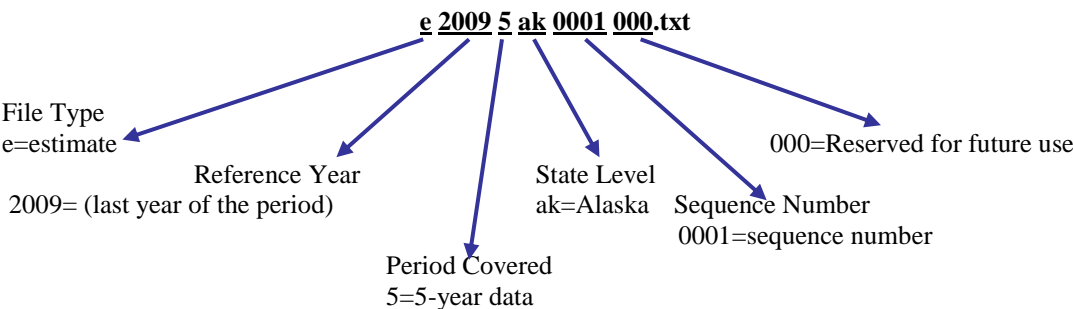 e 2009 5 ak 0001 000.txt
File Type
e=estimate
000=Reserved for future use
Reference Year
2009= (last year of the period)
State Level
ak=Alaska
Sequence Number
0001=sequence number
Period Covered
5=5-year data